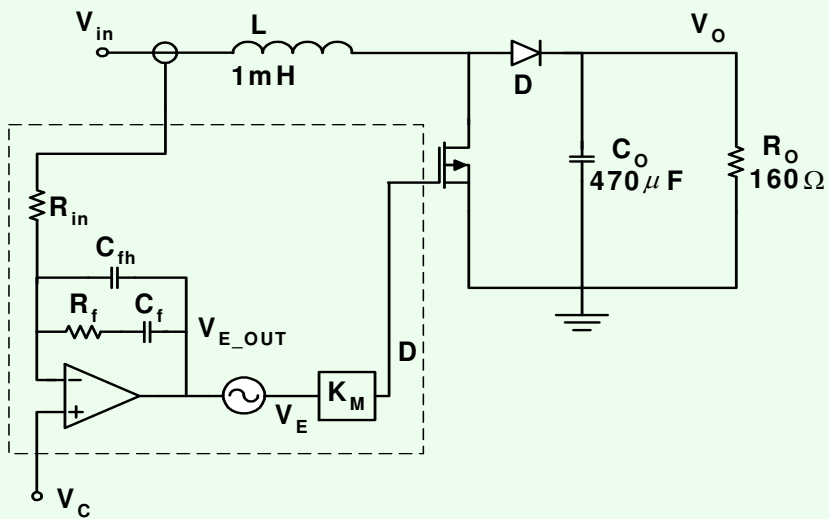 V_in
L
1mH
V_O
D
C_O
470μF
R_O
160Ω
R_in
C_fh
R_f
C_f
V_E_OUT
D
−
+
K_M
V_E
V_C